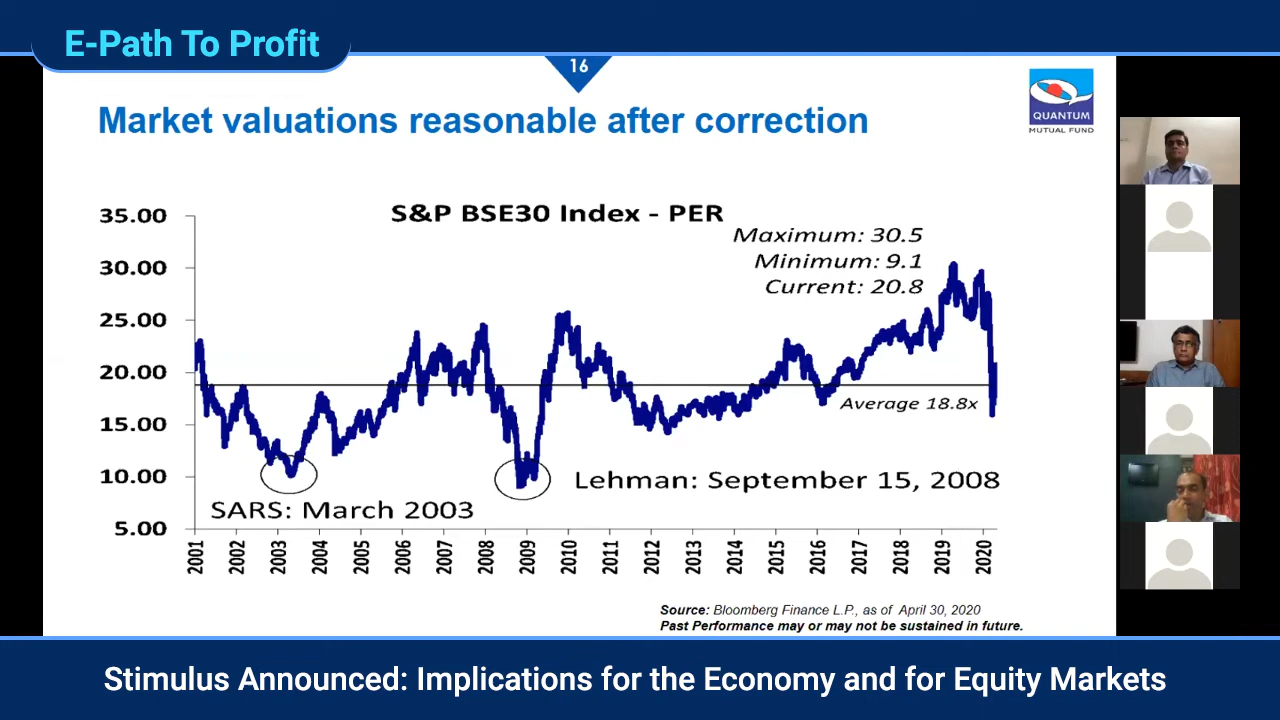 E-Path To Profit
16
QUANTUM
MUTUAL FUND
Market valuations reasonable after correction
S&P BSE30 Index - PER
Maximum: 30.5
Minimum: 9.1
Current: 20.8
35.00
30.00
25.00
20.00
15.00
10.00
5.00
Average 18.8x
Lehman: September 15, 2008
SARS: March 2003
2001 2002 2003 2004 2005 2006 2007 2008 2009 2010 2011 2012 2013 2014 2015 2016 2017 2018 2019 2020
Source: Bloomberg Finance L.P., as of April 30, 2020
Past Performance may or may not be sustained in future.
Stimulus Announced: Implications for the Economy and for Equity Markets